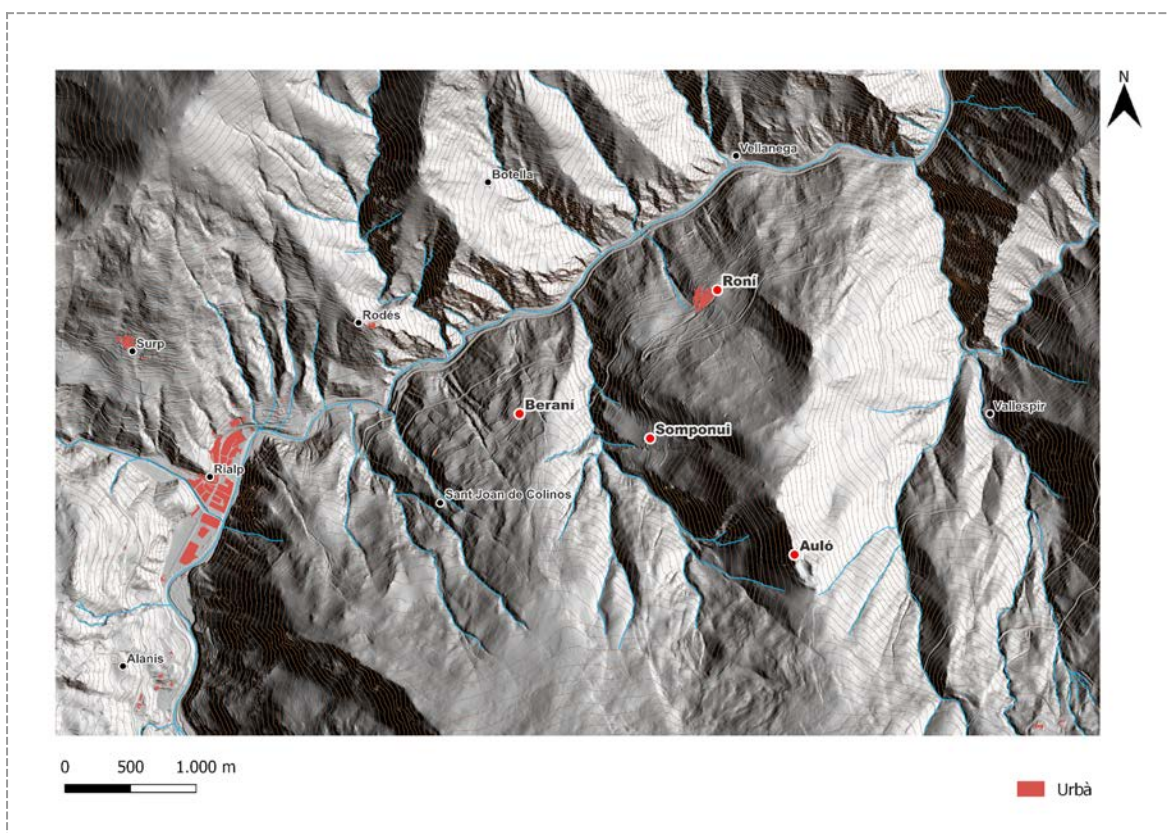 N
Vellanega
Botella
Roní
Rodés
Surp
Beraní
Vallespir
Somponuí
Rialp
Sant Joan de Colinos
Auló
Alanis
0 500 1.000 m
Urbà